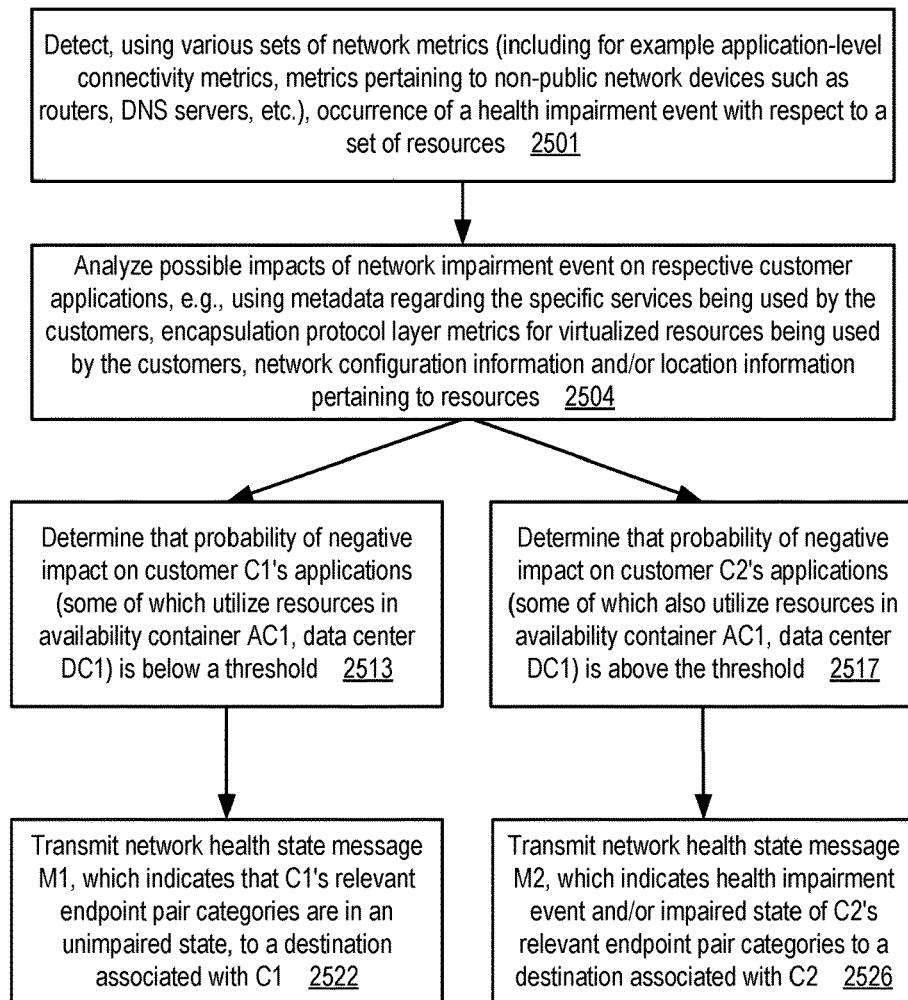 Detect, using various sets of network metrics (including for example application-level
connectivity metrics, metrics pertaining to non-public network devices such as
routers, DNS servers, etc.), occurrence of a health impairment event with respect to a
set of resources 2501
Analyze possible impacts of network impairment event on respective customer
applications, e.g., using metadata regarding the specific services being used by the
customers, encapsulation protocol layer metrics for virtualized resources being used
by the customers, network configuration information and/or location information
pertaining to resources 2504
Determine that probability of negative
impact on customer C1's applications
(some of which utilize resources in
availability container AC1, data center
DC1) is below a threshold 2513
Determine that probability of negative
impact on customer C2's applications
(some of which also utilize resources in
availability container AC1, data center
DC1) is above the threshold 2517
Transmit network health state message
M1, which indicates that C1's relevant
endpoint pair categories are in an
unimpaired state, to a destination
associated with C1 2522
Transmit network health state message
M2, which indicates health impairment
event and/or impaired state of C2's
relevant endpoint pair categories to a
destination associated with C2 2526